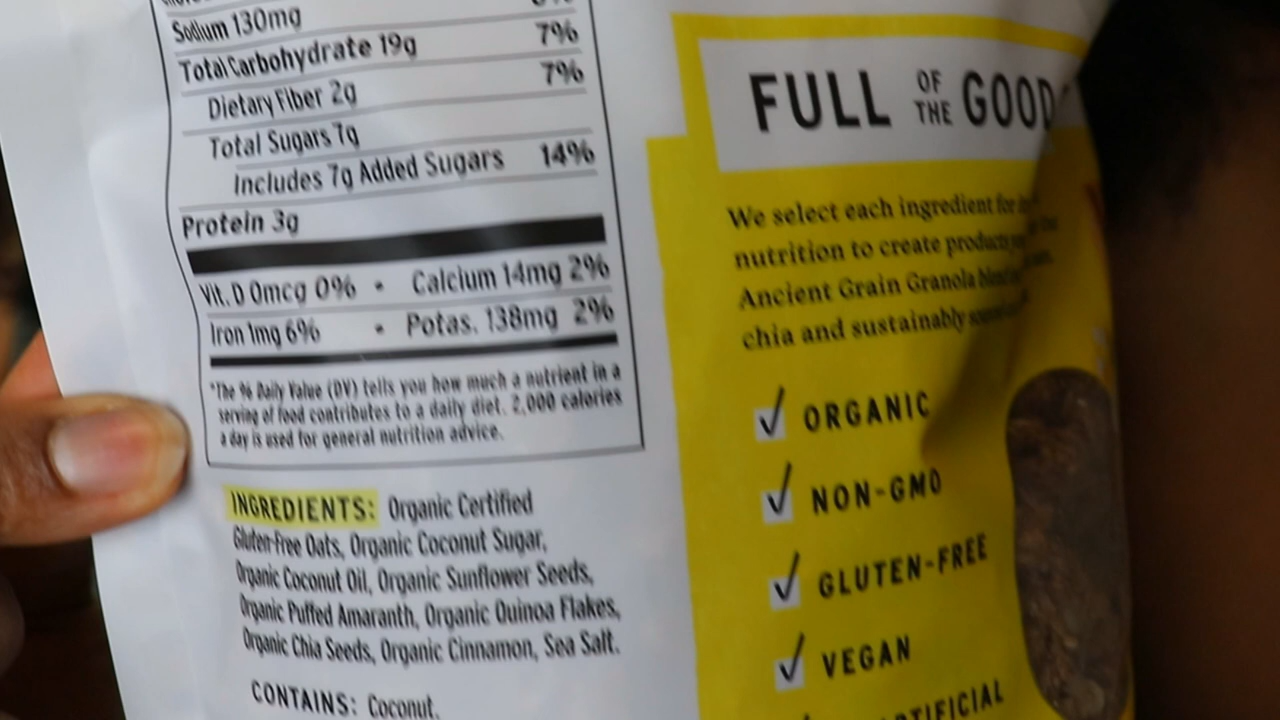 Sodium 130mg
Total Carbohydrate 19g 7%
Dietary Fiber 2g 7%
Total Sugars 7g
Includes 7g Added Sugars 14%
Protein 3g
Vit. D 0mcg 0% • Calcium 14mg 2%
Iron 1mg 6% • Potas. 138mg 2%
*The % Daily Value (DV) tells you how much a nutrient in a
serving of food contributes to a daily diet. 2,000 calories
a day is used for general nutrition advice.
INGREDIENTS: Organic Certified
Gluten-free Oats, Organic Coconut Sugar,
Organic Coconut Oil, Organic Sunflower Seeds,
Organic Puffed Amaranth, Organic Quinoa Flakes,
Organic Chia Seeds, Organic Cinnamon, Sea Salt.
CONTAINS: Coconut.
FULL OF THE GOOD
We select each ingredient for
nutrition to create products
Ancient Grain Granola
chia and sustainably
ORGANIC
NON-GMO
GLUTEN-FREE
VEGAN